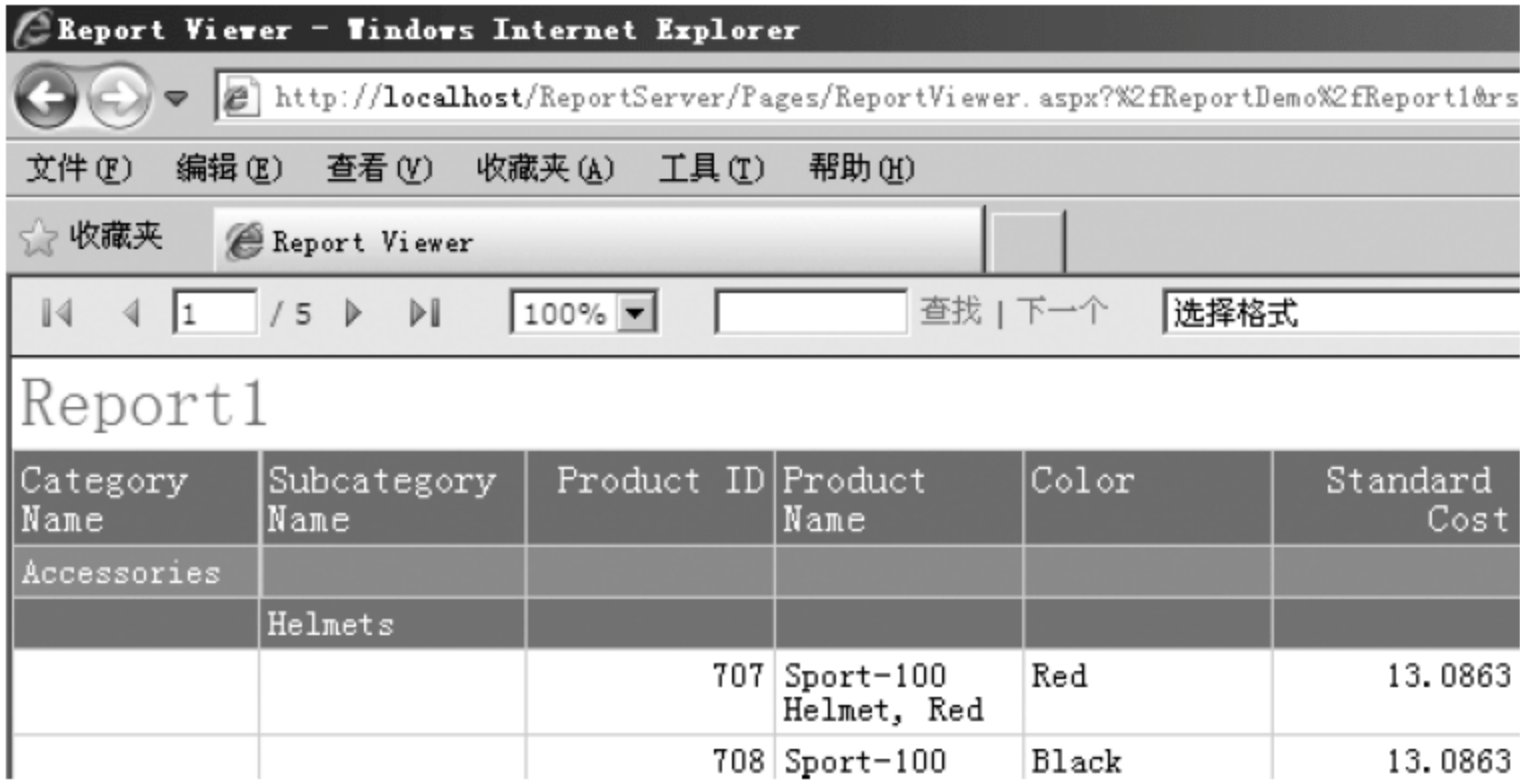 Report Viewer - Windows Internet Explorer
http://localhost/ReportServer/Pages/ReportViewer.aspx?%2fReportDemo%2fReport1&rs
文件(F) 编辑(E) 查看(V) 收藏夹(A) 工具(T) 帮助(H)
收藏夹 Report Viewer
1 / 5 100% 查找 | 下一个 选择格式
Report1
Category Name Subcategory Name Product ID Product Name Color Standard Cost
Accessories
Helmets
707 Sport-100 Helmet, Red Red 13.0863
708 Sport-100 Black 13.0863